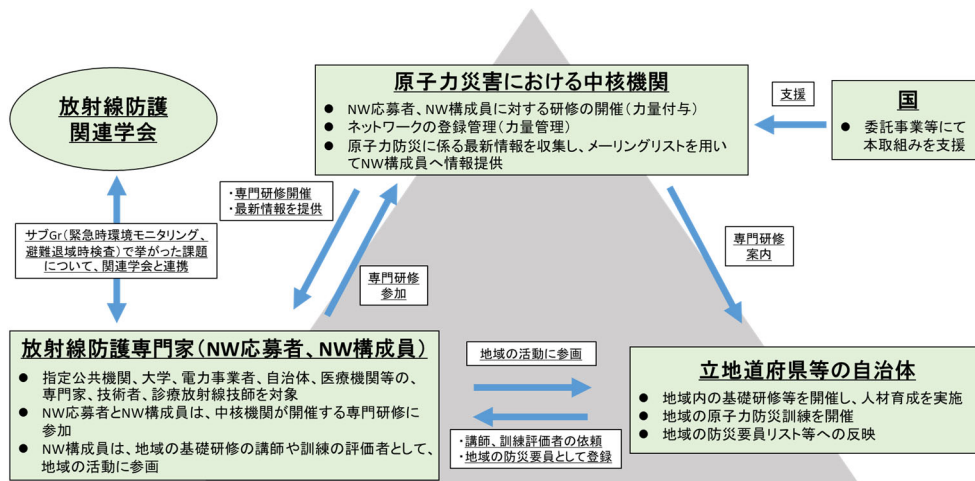 原子力災害における中核機関
● NW応募者、NW構成員に対する研修の開催(力量付与)
● ネットワークの登録管理(力量管理)
● 原子力防災に係る最新情報を収集し、メーリングリストを用い
てNW構成員へ情報提供
放射線防護
関連学会
支援
国
● 委託事業等にて
本取組みを支援
・専門研修開催
・最新情報を提供
サブGr(緊急時環境モニタリング、
避難退域時検査)で挙がった課題
について、関連学会と連携
専門研修
参加
専門研修
案内
放射線防護専門家(NW応募者、NW構成員)
● 指定公共機関、大学、電力事業者、自治体、医療機関等の、
専門家、技術者、診療放射線技師を対象
● NW応募者とNW構成員は、中核機関が開催する専門研修に
参加
● NW構成員は、地域の基礎研修の講師や訓練の評価者として、
地域の活動に参画
地域の活動に参画
・講師、訓練評価者の依頼
・地域の防災要員として登録
立地道府県等の自治体
● 地域内の基礎研修等を開催し、人材育成を実施
● 地域の原子力防災訓練を開催
● 地域の防災要員リスト等への反映